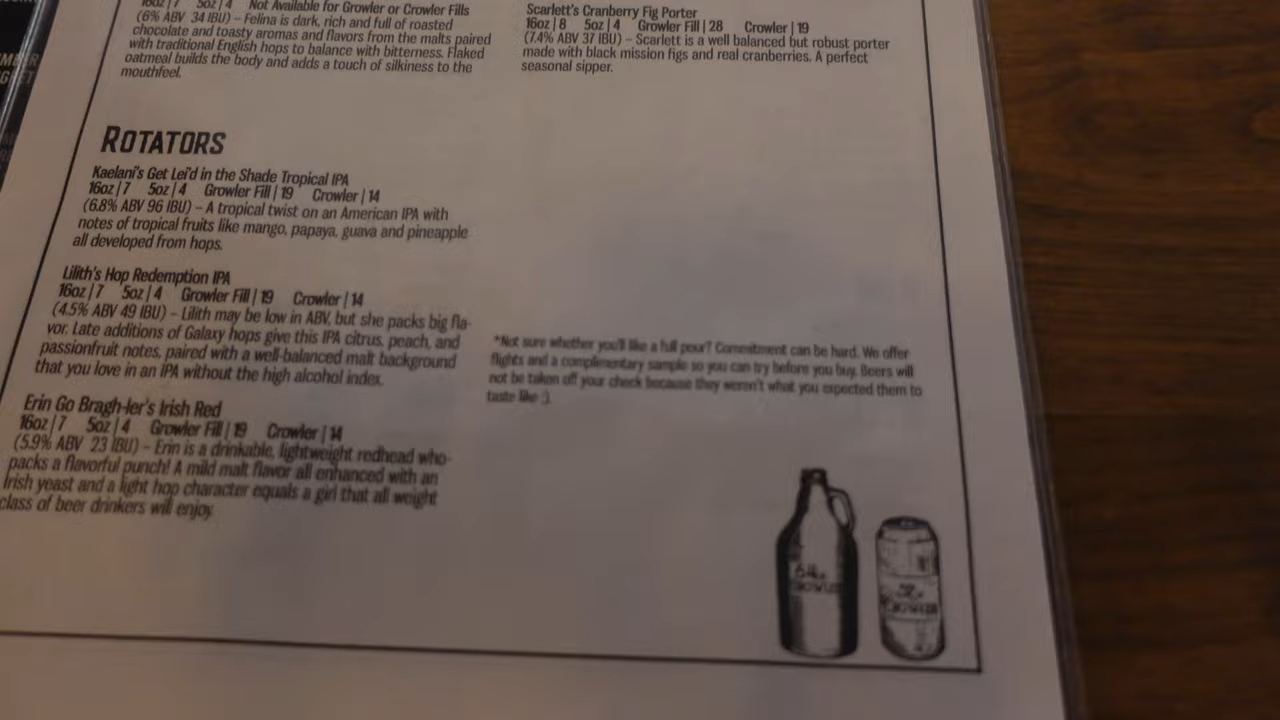 16oz | 7 5oz | 4 Not Available for Growler or Crowler Fills
(6% ABV 34 IBU) – Felina is dark, rich and full of roasted
chocolate and toasty aromas and flavors from the malts paired
with traditional English hops to balance with bitterness. Flaked
oatmeal builds the body and adds a touch of silkiness to the
mouthfeel.
Scarlett's Cranberry Fig Porter
16oz | 8 5oz | 4 Growler Fill | 28 Crowler | 19
(7.4% ABV 37 IBU) – Scarlett is a well balanced but robust porter
made with black mission figs and real cranberries. A perfect
seasonal sipper.
ROTATORS
Kaelani's Get Lei'd in the Shade Tropical IPA
16oz | 7 5oz | 4 Growler Fill | 19 Crowler | 14
(6.8% ABV 96 IBU) – A tropical twist on an American IPA with
notes of tropical fruits like mango, papaya, guava and pineapple
all developed from hops.
Lilith's Hop Redemption IPA
16oz | 7 5oz | 4 Growler Fill | 19 Crowler | 14
(4.5% ABV 49 IBU) – Lilith may be low in ABV, but she packs big fla-
vor. Late additions of Galaxy hops give this IPA citrus, peach, and
passionfruit notes, paired with a well-balanced malt background
that you love in an IPA without the high alcohol index.
Erin Go Bragh-ler's Irish Red
16oz | 7 5oz | 4 Growler Fill | 19 Crowler | 14
(5.9% ABV 23 IBU) – Erin is a drinkable, lightweight redhead who
packs a flavorful punch! A mild malt flavor all enhanced with an
Irish yeast and a light hop character equals a girl that all weight
class of beer drinkers will enjoy.
*Not sure whether you'll like a full pour? Commitment can be hard. We offer
flights and a complimentary sample so you can try before you buy. Beers will
not be taken off your check because they weren't what you expected them to
taste like :)